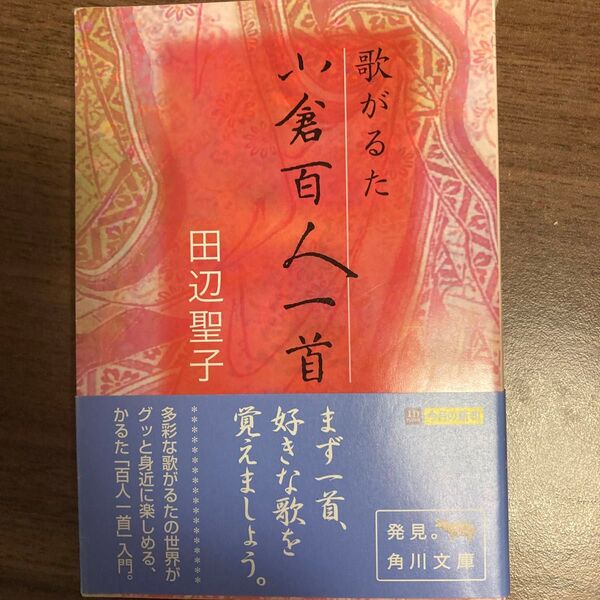 歌がるた
小倉百人一首
田辺聖子
まず一首、
好きな歌を
覚えましょう。
********************
多彩な歌がるたの世界が
グッと身近に楽しめる、
かるた「百人一首」入門。
発見。
角川文庫